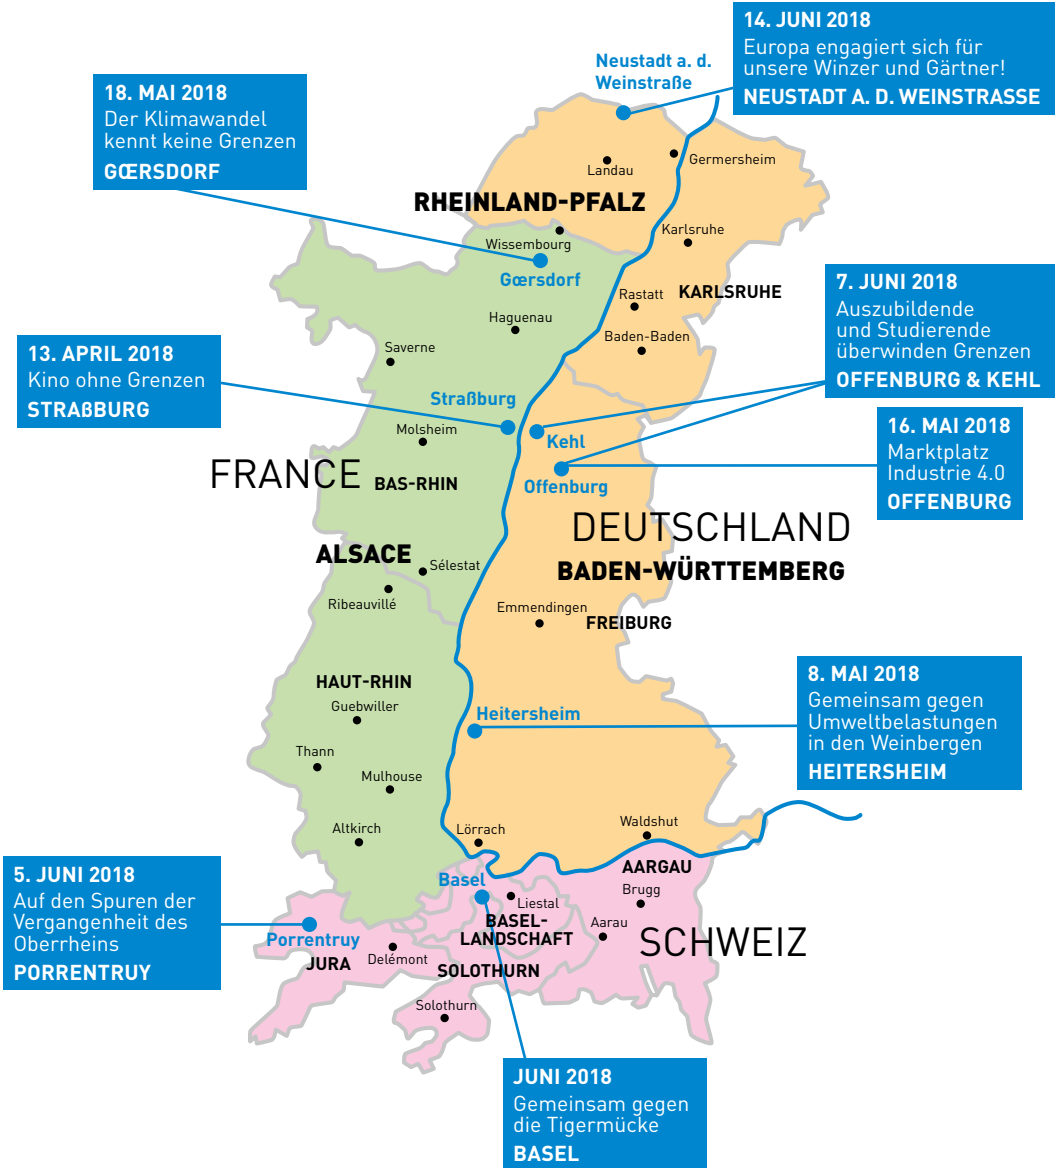 14. JUNI 2018
Europa engagiert sich für
unsere Winzer und Gärtner!
NEUSTADT A. D. WEINSTRASSE
Neustadt a. d.
Weinstraße
18. MAI 2018
Der Klimawandel
kennt keine Grenzen
GŒRSDORF
Germersheim
Landau
RHEINLAND-PFALZ
Karlsruhe
Wissembourg
Gœrsdorf
7. JUNI 2018
Auszubildende
und Studierende
überwinden Grenzen
OFFENBURG & KEHL
Rastatt
KARLSRUHE
Haguenau
Baden-Baden
13. APRIL 2018
Kino ohne Grenzen
STRAßBURG
Saverne
Straßburg
Molsheim
Kehl
16. MAI 2018
Marktplatz
Industrie 4.0
OFFENBURG
FRANCE
BAS-RHIN
Offenburg
DEUTSCHLAND
ALSACE
BADEN-WÜRTTEMBERG
Sélestat
Ribeauvillé
Emmendingen
FREIBURG
HAUT-RHIN
Guebwiller
Heitersheim
8. MAI 2018
Gemeinsam gegen
Umweltbelastungen
in den Weinbergen
HEITERSHEIM
Thann
Mulhouse
Altkirch
Lörrach
Waldshut
5. JUNI 2018
Auf den Spuren der
Vergangenheit des
Oberrheins
PORRENTRUY
AARGAU
Basel
Brugg
Liestal
BASEL-
LANDSCHAFT
Aarau
Porrentruy
SCHWEIZ
JURA
Delémont
SOLOTHURN
Solothurn
JUNI 2018
Gemeinsam gegen
die Tigermücke
BASEL